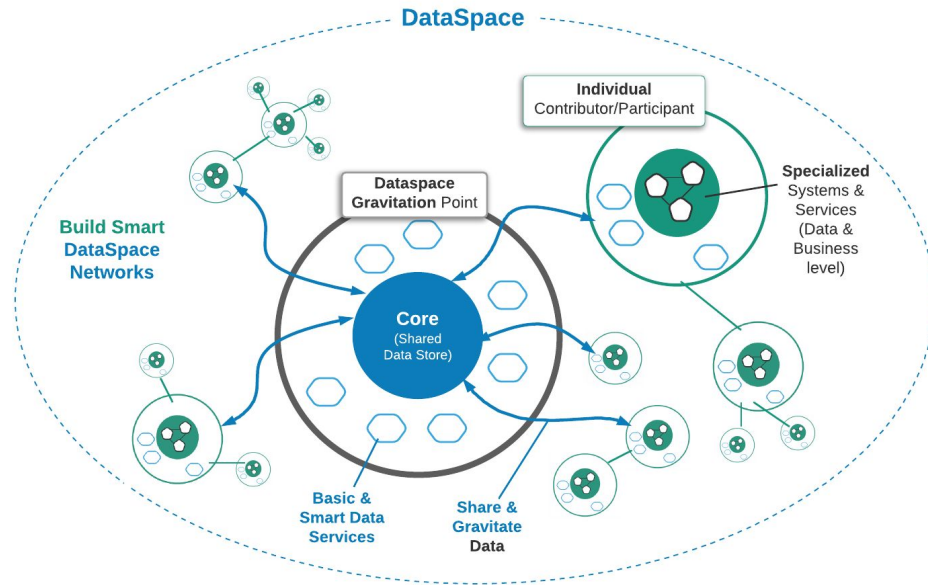 DataSpace
Individual
Contributor/Participant
Dataspace
Gravitation Point
Specialized
Systems &
Services
(Data &
Business
level)
Build Smart
DataSpace
Networks
Core
(Shared
Data Store)
Basic &
Smart Data
Services
Share &
Gravitate
Data